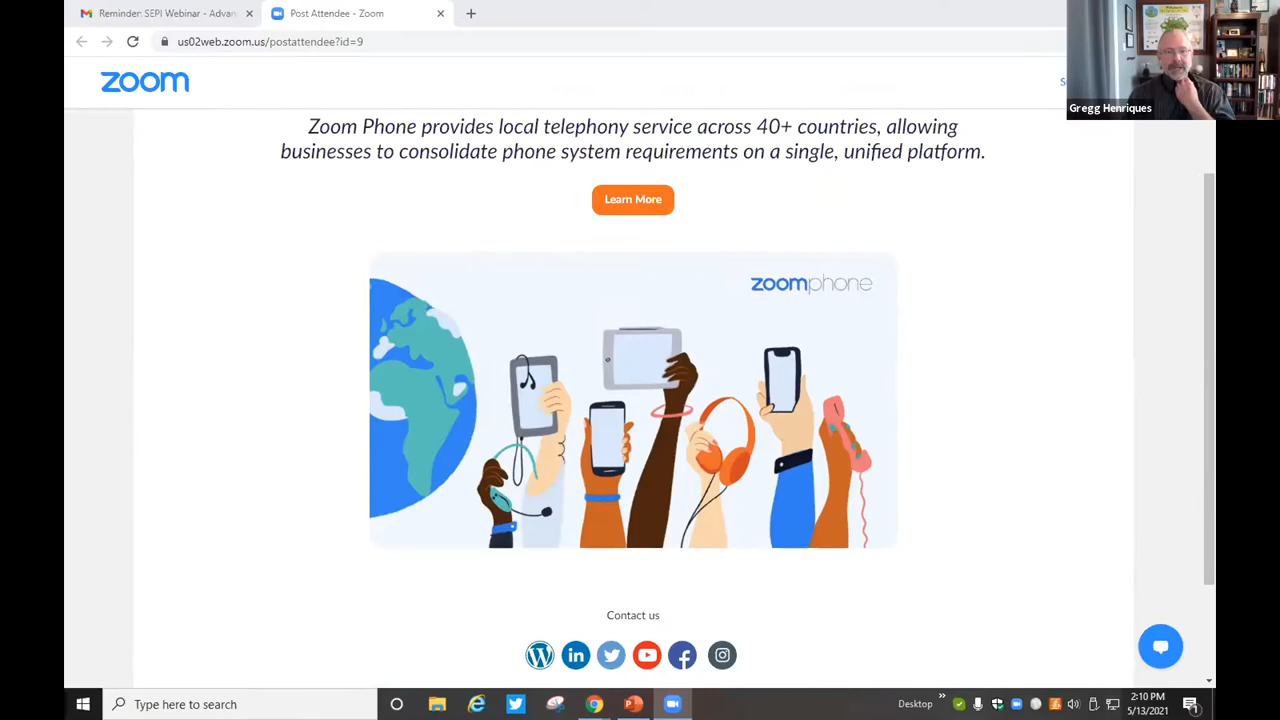 Reminder: SEPI Webinar - Advan
Post Attendee - Zoom
us02web.zoom.us/postattendee?id=9
zoom
S
Gregg Henriques
Zoom Phone provides local telephony service across 40+ countries, allowing
businesses to consolidate phone system requirements on a single, unified platform.
Learn More
zoomphone
Contact us
Type here to search
Desktop
2:10 PM
5/13/2021
1